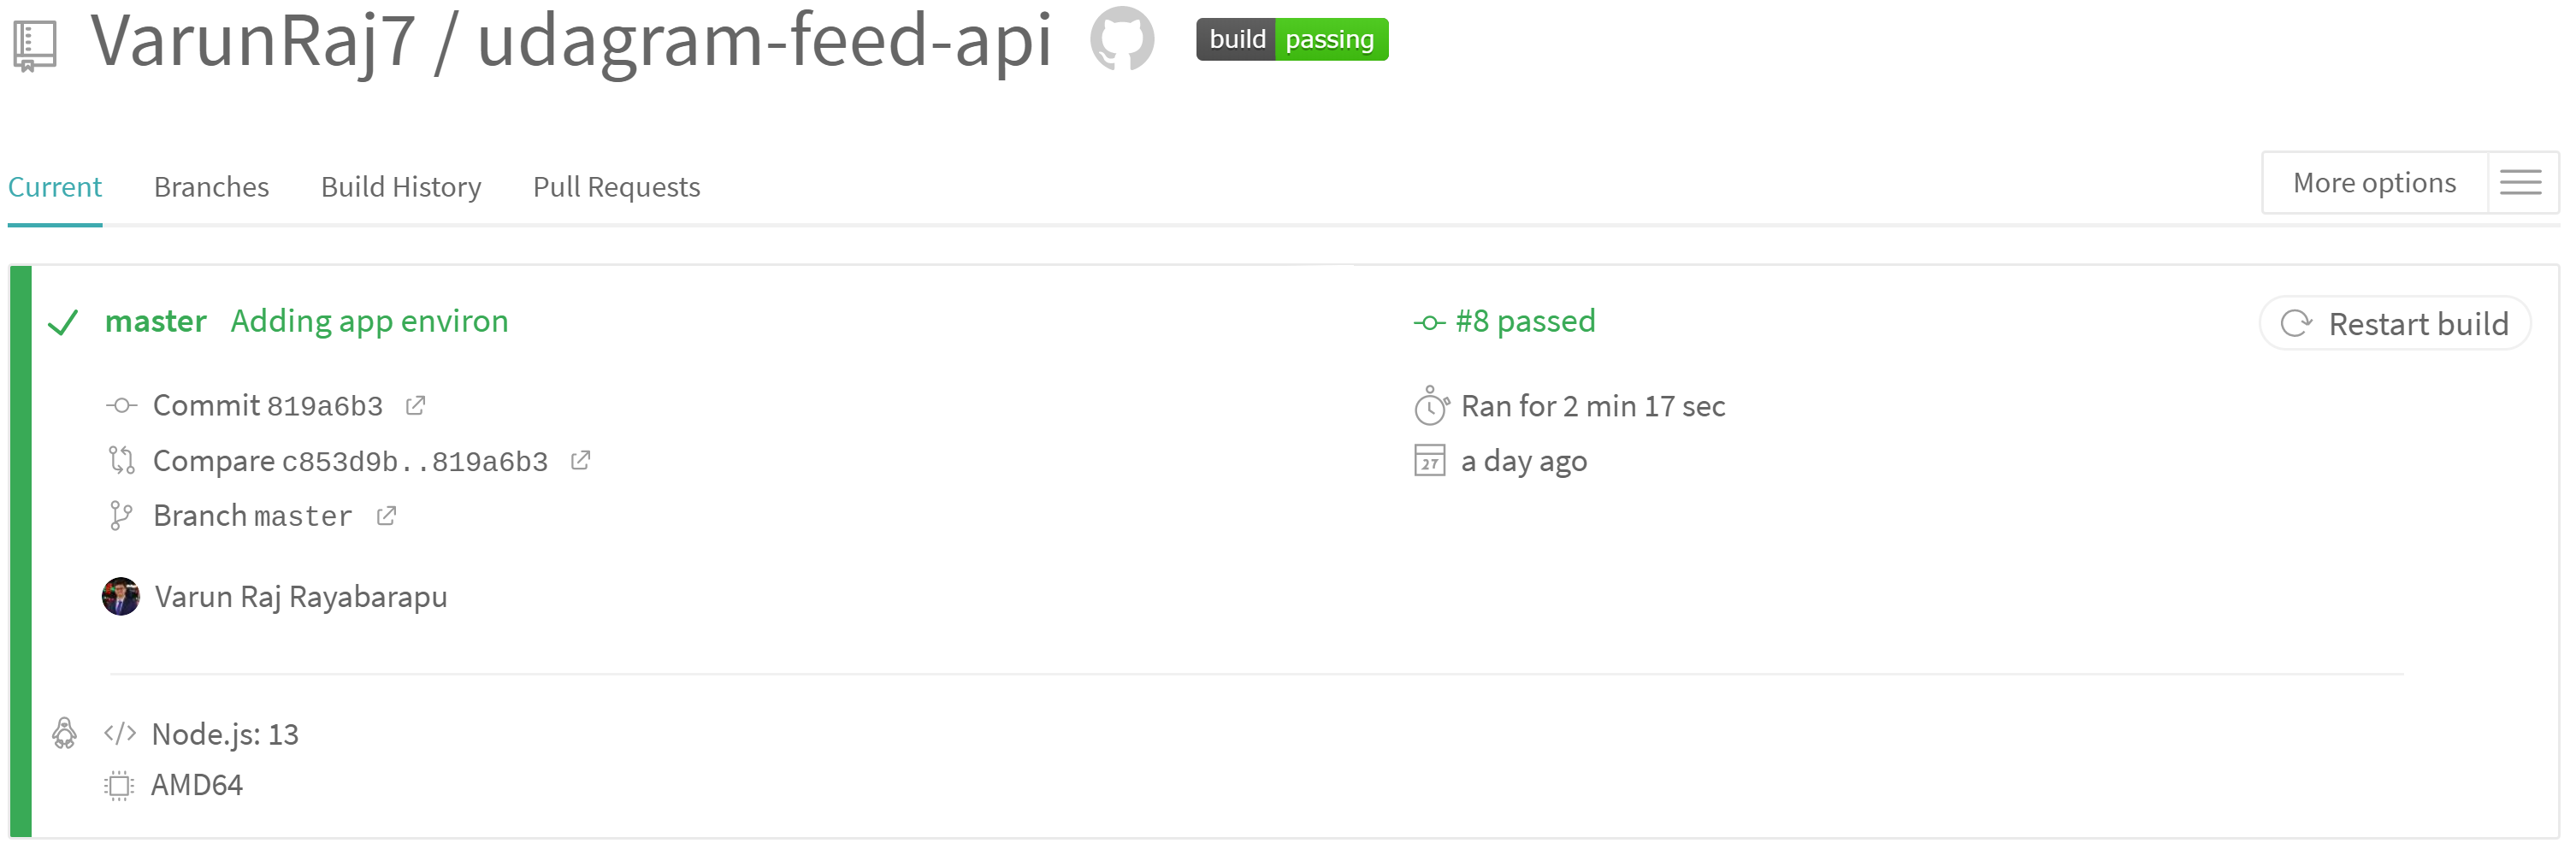 VarunRaj7 / udagram-feed-api build passing
Current Branches Build History Pull Requests More options
master Adding app environ #8 passed Restart build
Commit 819a6b3 Ran for 2 min 17 sec
Compare c853d9b..819a6b3 27 a day ago
Branch master
Varun Raj Rayabarapu
</> Node.js: 13
AMD64